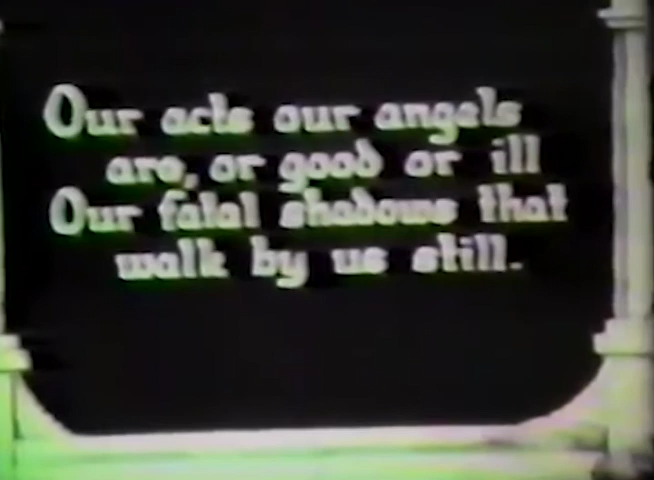 Our acts our angels
are, or good or ill
Our fatal shadows that
walk by us still.